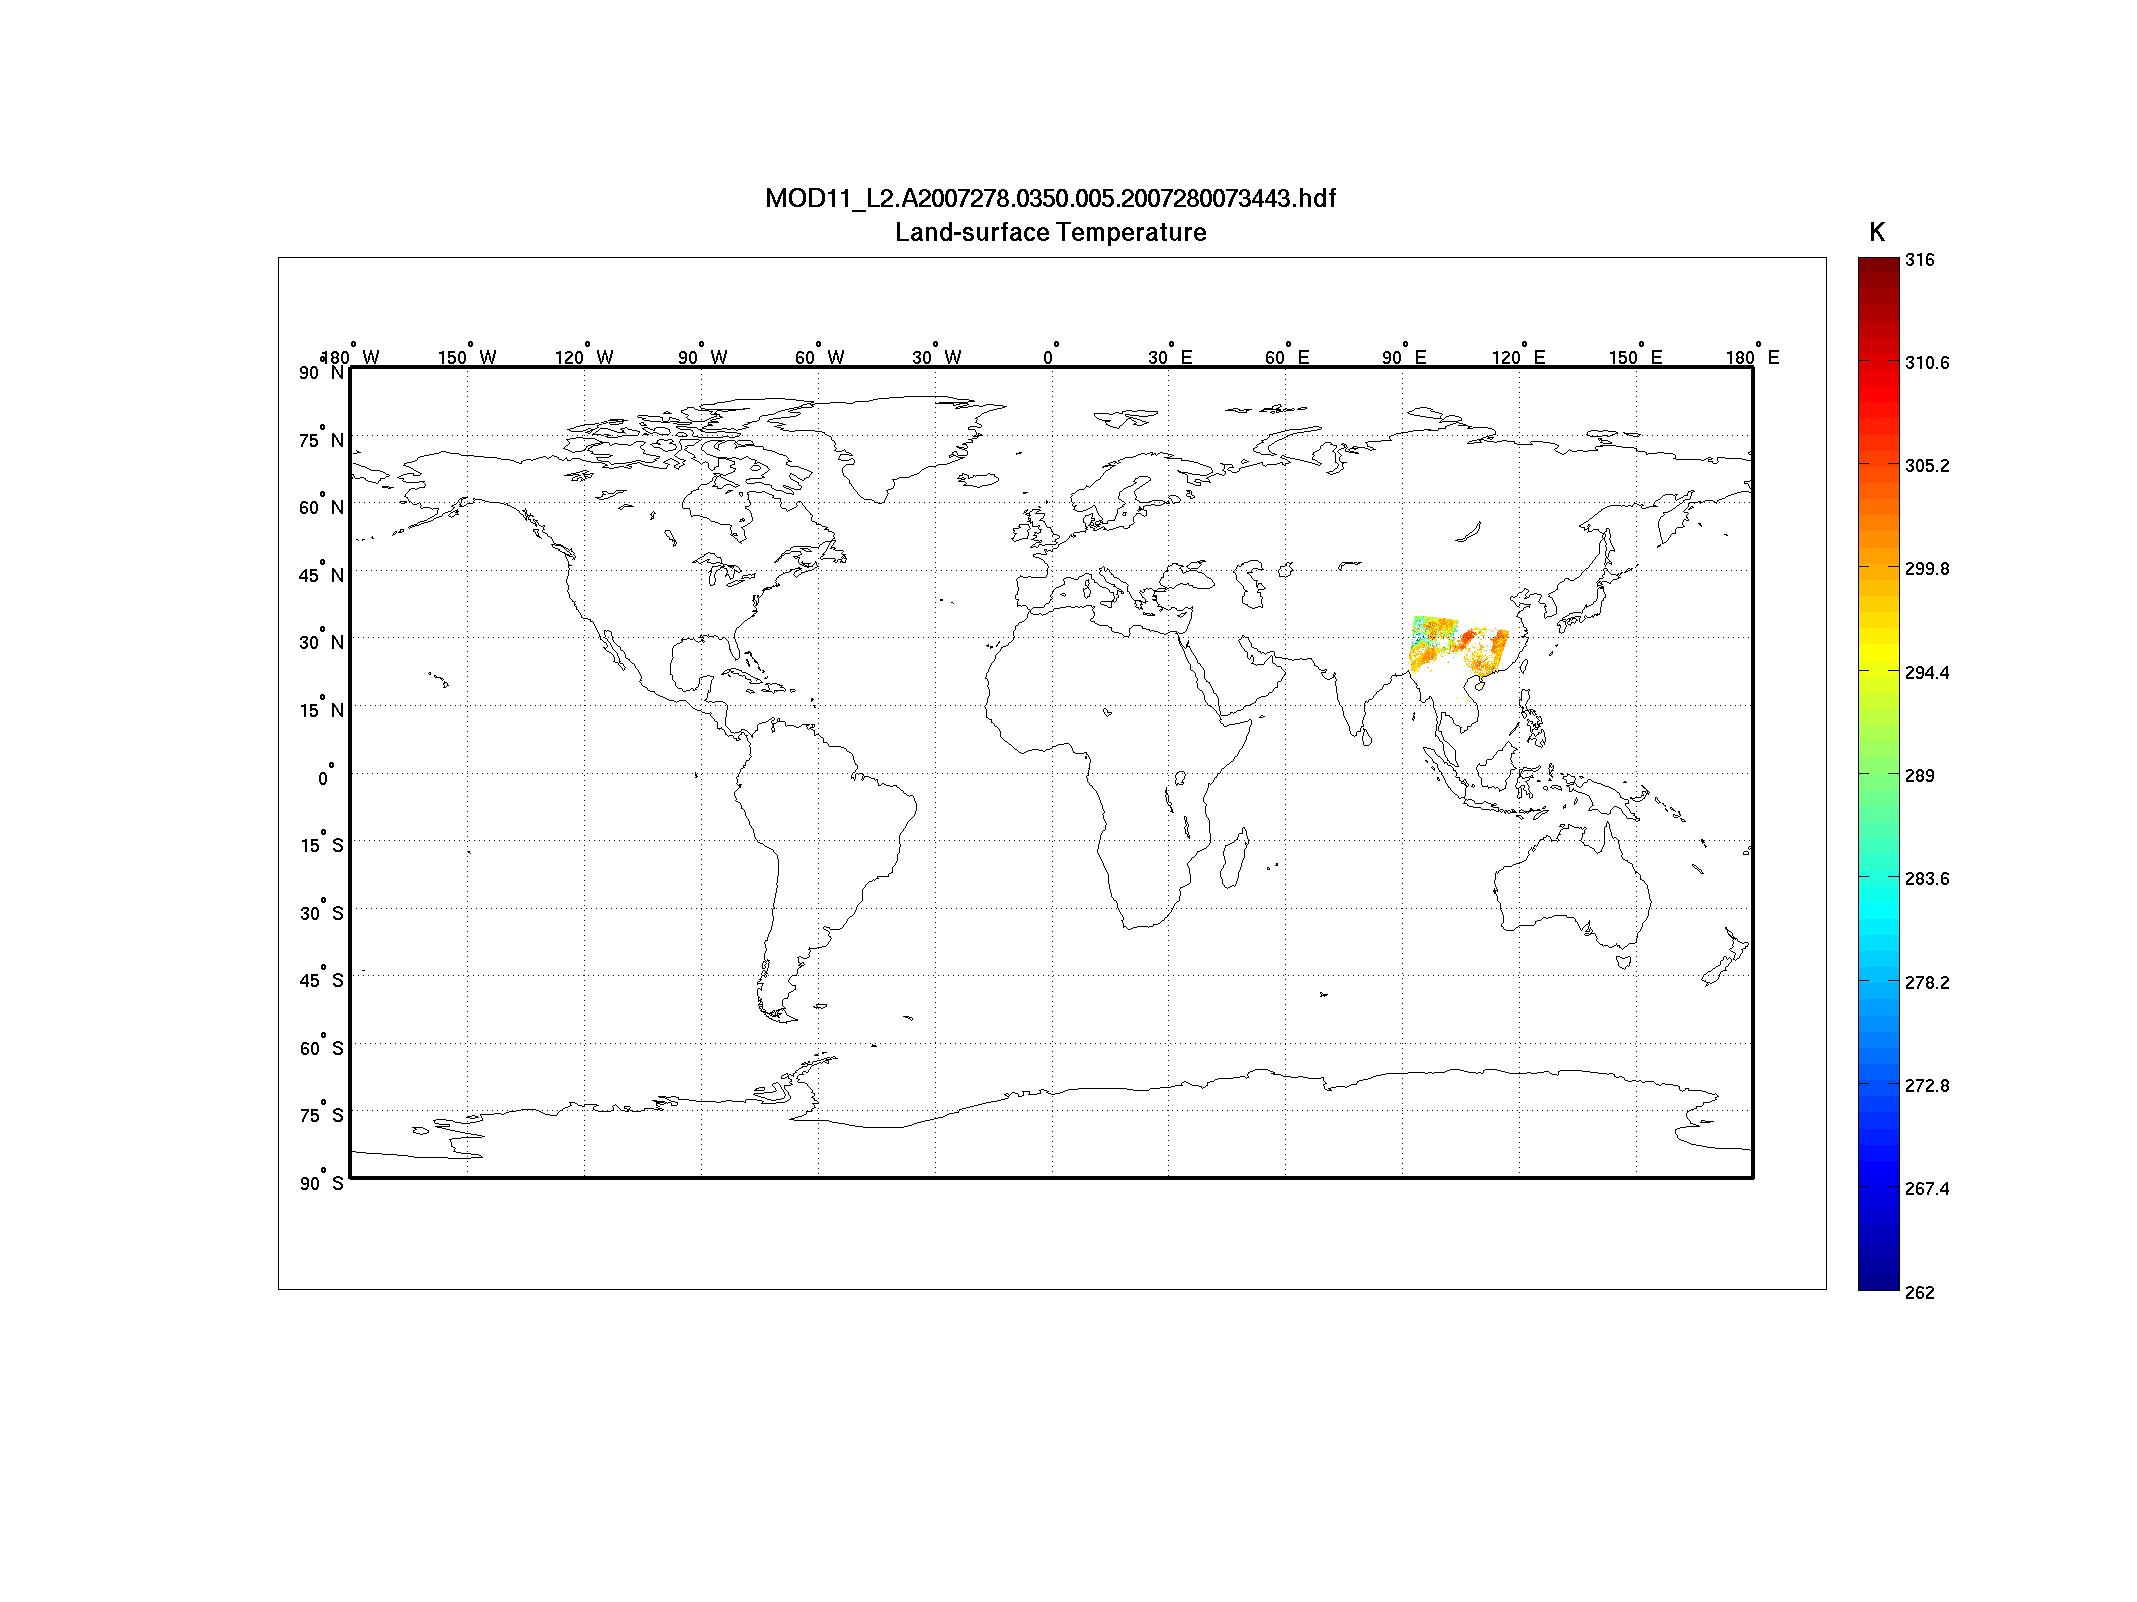 MOD11_L2.A2007278.0350.005.2007280073443.hdf
Land-surface Temperature
K
180° W 150° W 120° W 90° W 60° W 30° W 0° 30° E 60° E 90° E 120° E 150° E 180° E
90° N
75° N
60° N
45° N
30° N
15° N
0°
15° S
30° S
45° S
60° S
75° S
90° S
316
310.6
305.2
299.8
294.4
289
283.6
278.2
272.8
267.4
262